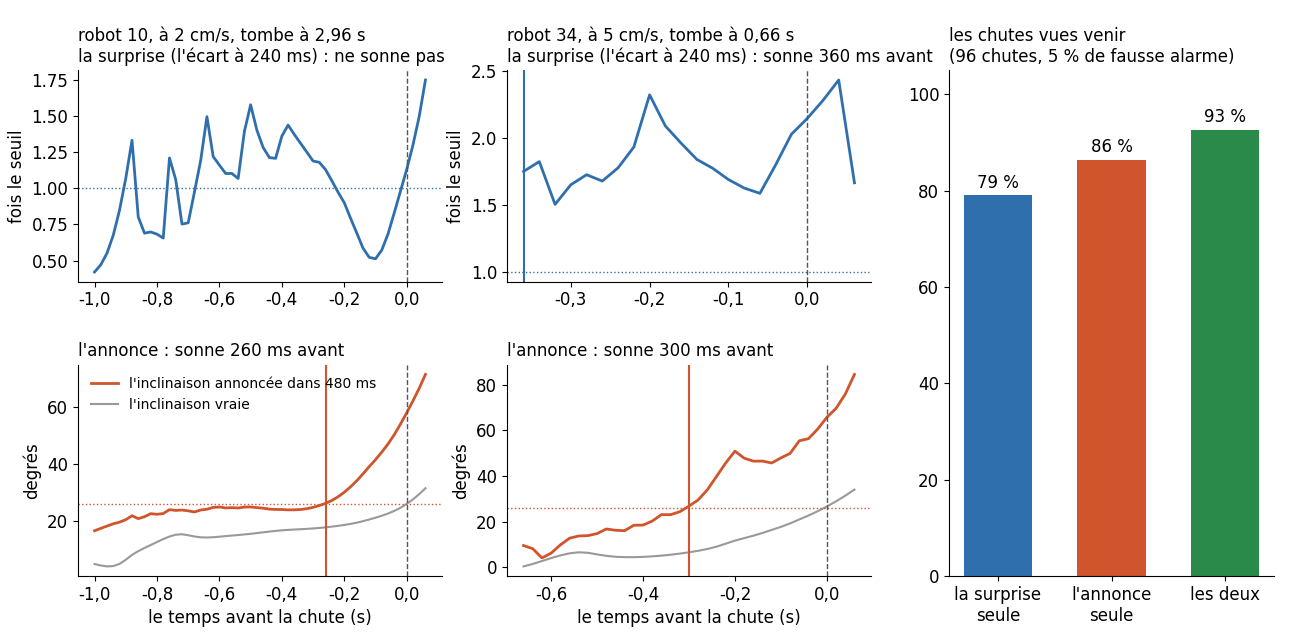 robot 10, à 2 cm/s, tombe à 2,96 s
la surprise (l'écart à 240 ms) : ne sonne pas
fois le seuil
1.75
1.50
1.25
1.00
0.75
0.50
-1,0 -0,8 -0,6 -0,4 -0,2 0,0
robot 34, à 5 cm/s, tombe à 0,66 s
la surprise (l'écart à 240 ms) : sonne 360 ms avant
fois le seuil
2.5
2.0
1.5
1.0
-0,3 -0,2 -0,1 0,0
l'annonce : sonne 260 ms avant
l'inclinaison annoncée dans 480 ms
l'inclinaison vraie
degrés
60
40
20
-1,0 -0,8 -0,6 -0,4 -0,2 0,0
le temps avant la chute (s)
l'annonce : sonne 300 ms avant
degrés
80
60
40
20
0
-0,6 -0,4 -0,2 0,0
le temps avant la chute (s)
les chutes vues venir
(96 chutes, 5 % de fausse alarme)
100
80
60
40
20
0
79 %
86 %
93 %
la surprise
seule
l'annonce
seule
les deux